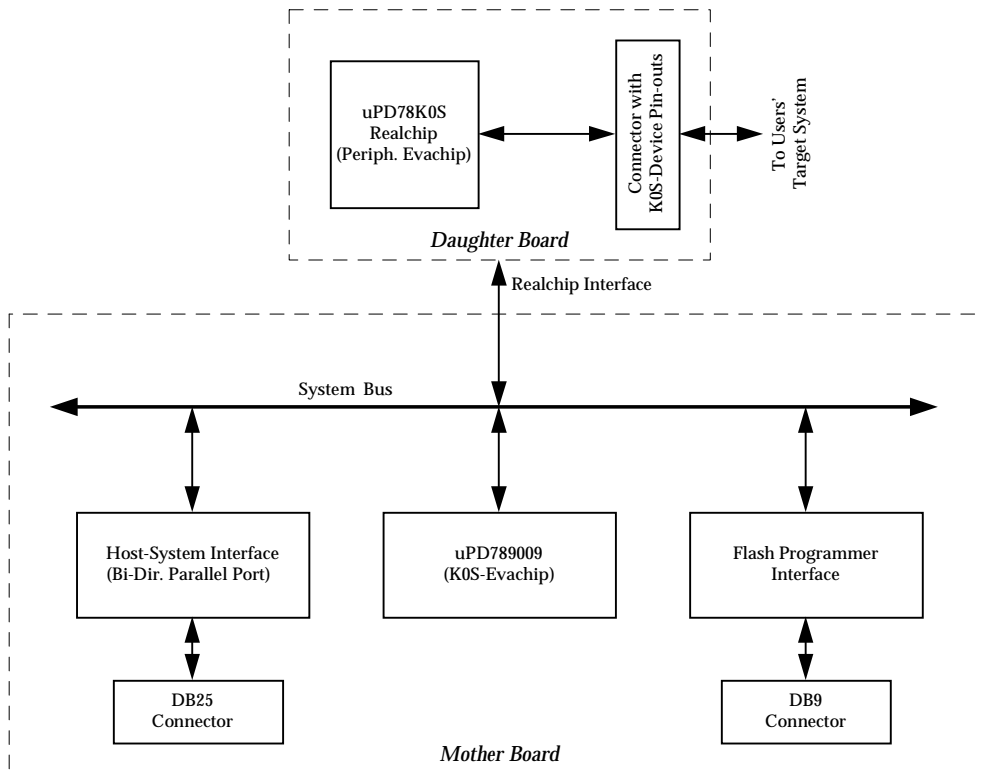 uPD78K0S
Realchip
(Periph. Evachip)
Connector with
K0S-Device Pin-outs
To Users'
Target System
Daughter Board
Realchip Interface
System Bus
Host-System Interface
(Bi-Dir. Parallel Port)
uPD789009
(K0S-Evachip)
Flash Programmer
Interface
DB25
Connector
DB9
Connector
Mother Board